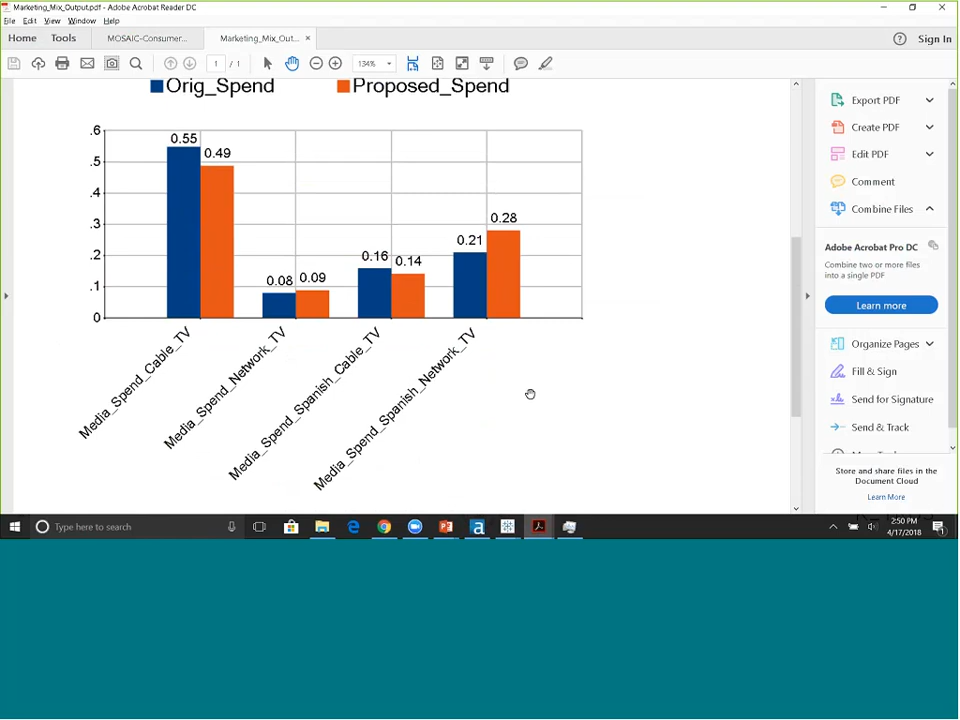 Marketing_Mix_Output.pdf - Adobe Acrobat Reader DC
File Edit View Window Help
Home Tools MOSAIC-Consumer... Marketing_Mix_Out... × Sign In
1 / 1 134%
Orig_Spend Proposed_Spend
.6
.5
.4
.3
.2
.1
0
0.55 0.49
0.08 0.09
0.16 0.14
0.21 0.28
Media_Spend_Cable_TV
Media_Spend_Network_TV
Media_Spend_Spanish_Cable_TV
Media_Spend_Spanish_Network_TV
Export PDF
Create PDF
Edit PDF
Comment
Combine Files
Adobe Acrobat Pro DC
Combine two or more files
into a single PDF
Learn more
Organize Pages
Fill & Sign
Send for Signature
Send & Track
Store and share files in the
Document Cloud
Learn More
Type here to search
2:50 PM
4/17/2018